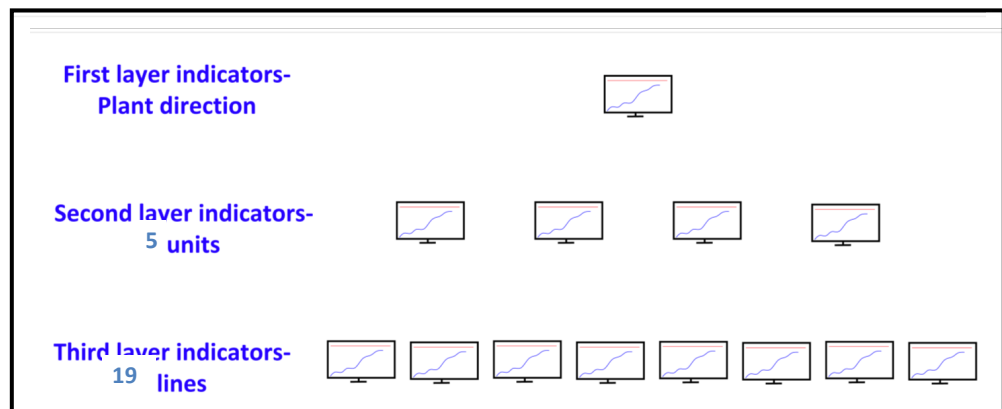 First layer indicators-
Plant direction
Second layer indicators-
5 units
Third layer indicators-
19 lines